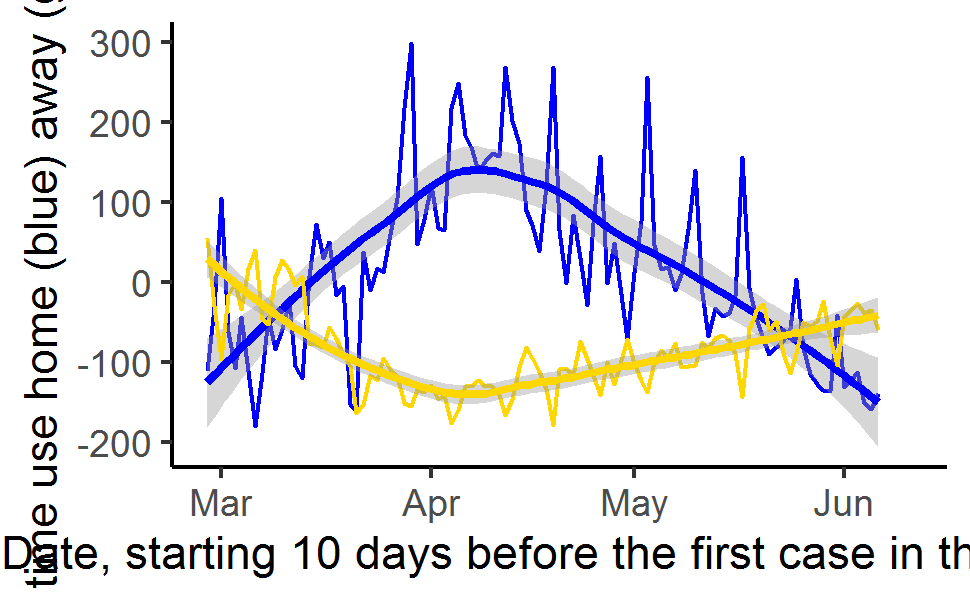 time use home (blue) away (
300
200
100
0
-100
-200
Mar Apr May Jun
Date, starting 10 days before the first case in th